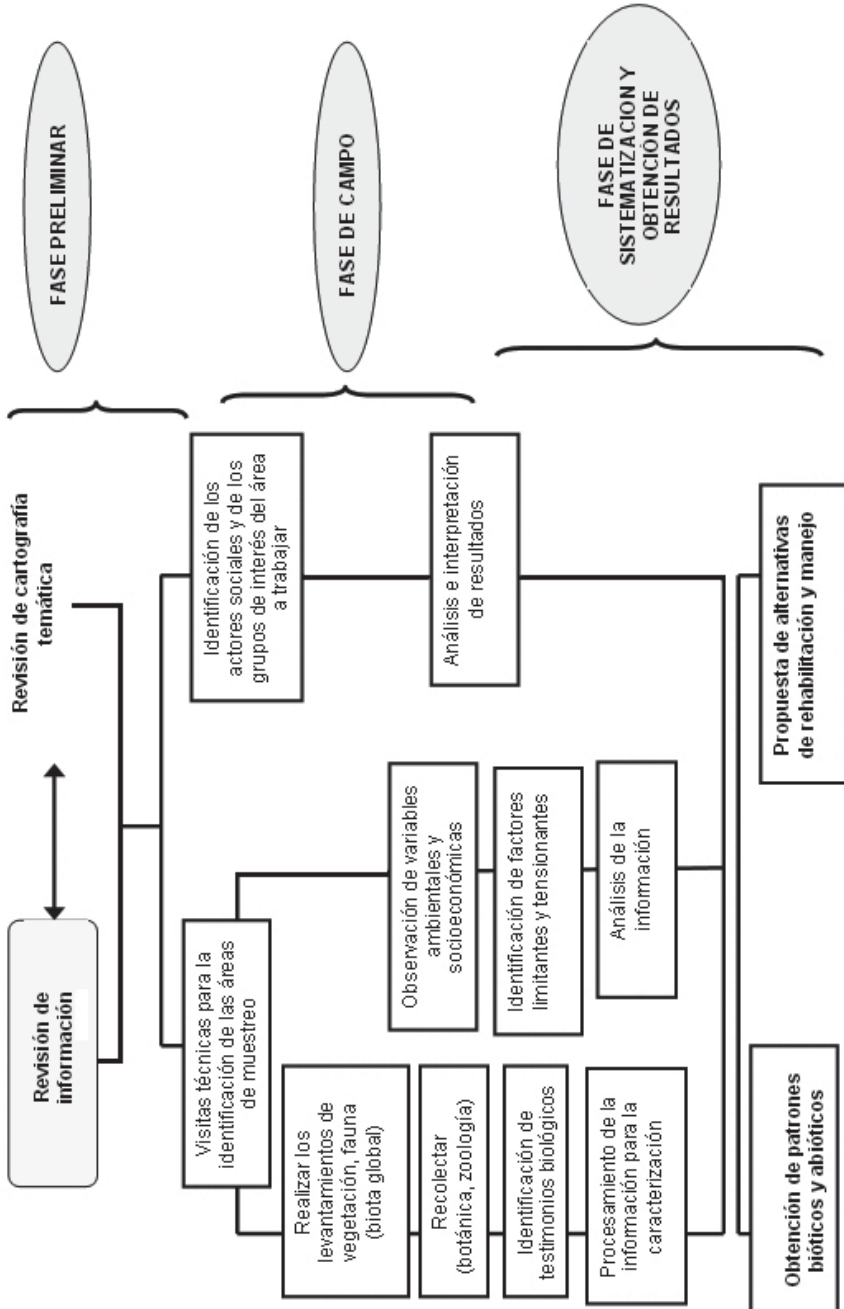 Revisión de
información
Revisión de cartografía
temática
FASE PRELIMINAR
Visitas técnicas para la
identificación de las áreas
de muestreo
Identificación de los
actores sociales y de los
grupos de interés del área
a trabajar
Realizar los
levantamientos de
vegetación, fauna
(biota global)
Recolectar
(botánica, zoología)
Identificación de
testimonios biológicos
Procesamiento de la
información para la
caracterización
Observación de variables
ambientales y
socioeconómicas
Identificación de factores
limitantes y tensionantes
Análisis de la
información
Análisis e interpretación
de resultados
FASE DE CAMPO
Obtención de patrones
bióticos y abióticos
Propuesta de alternativas
de rehabilitación y manejo
FASE DE
SISTEMATIZACION Y
OBTENCIÓN DE
RESULTADOS